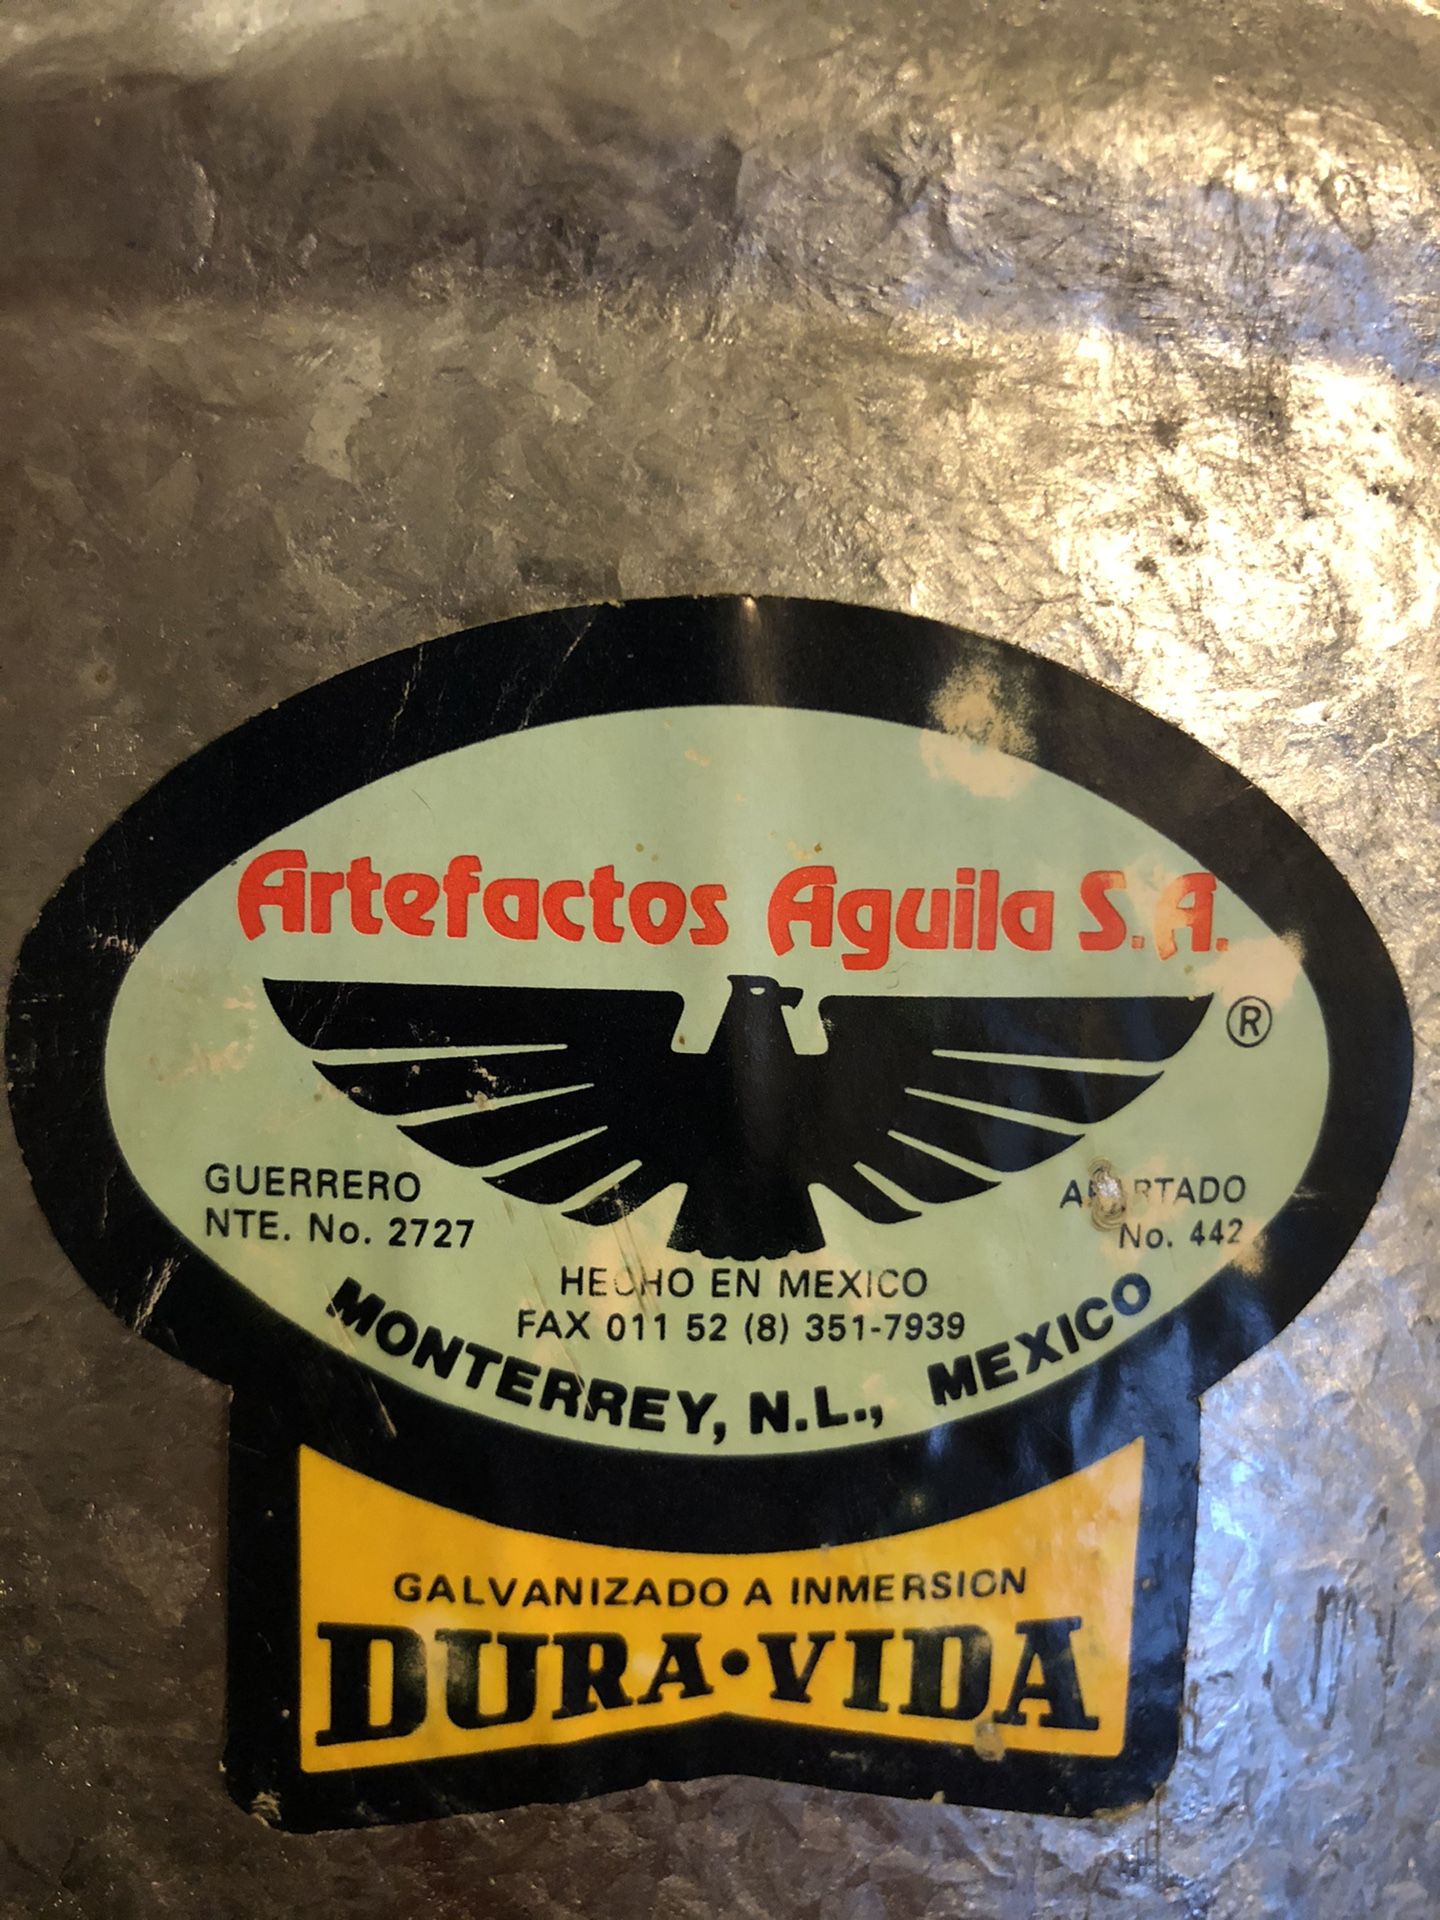 Artefactos Aguila S.A.
®
GUERRERO
NTE. No. 2727
APARTADO
No. 442
HECHO EN MEXICO
FAX 011 52 (8) 351-7939
MONTERREY, N.L., MEXICO
GALVANIZADO A INMERSION
DURA·VIDA